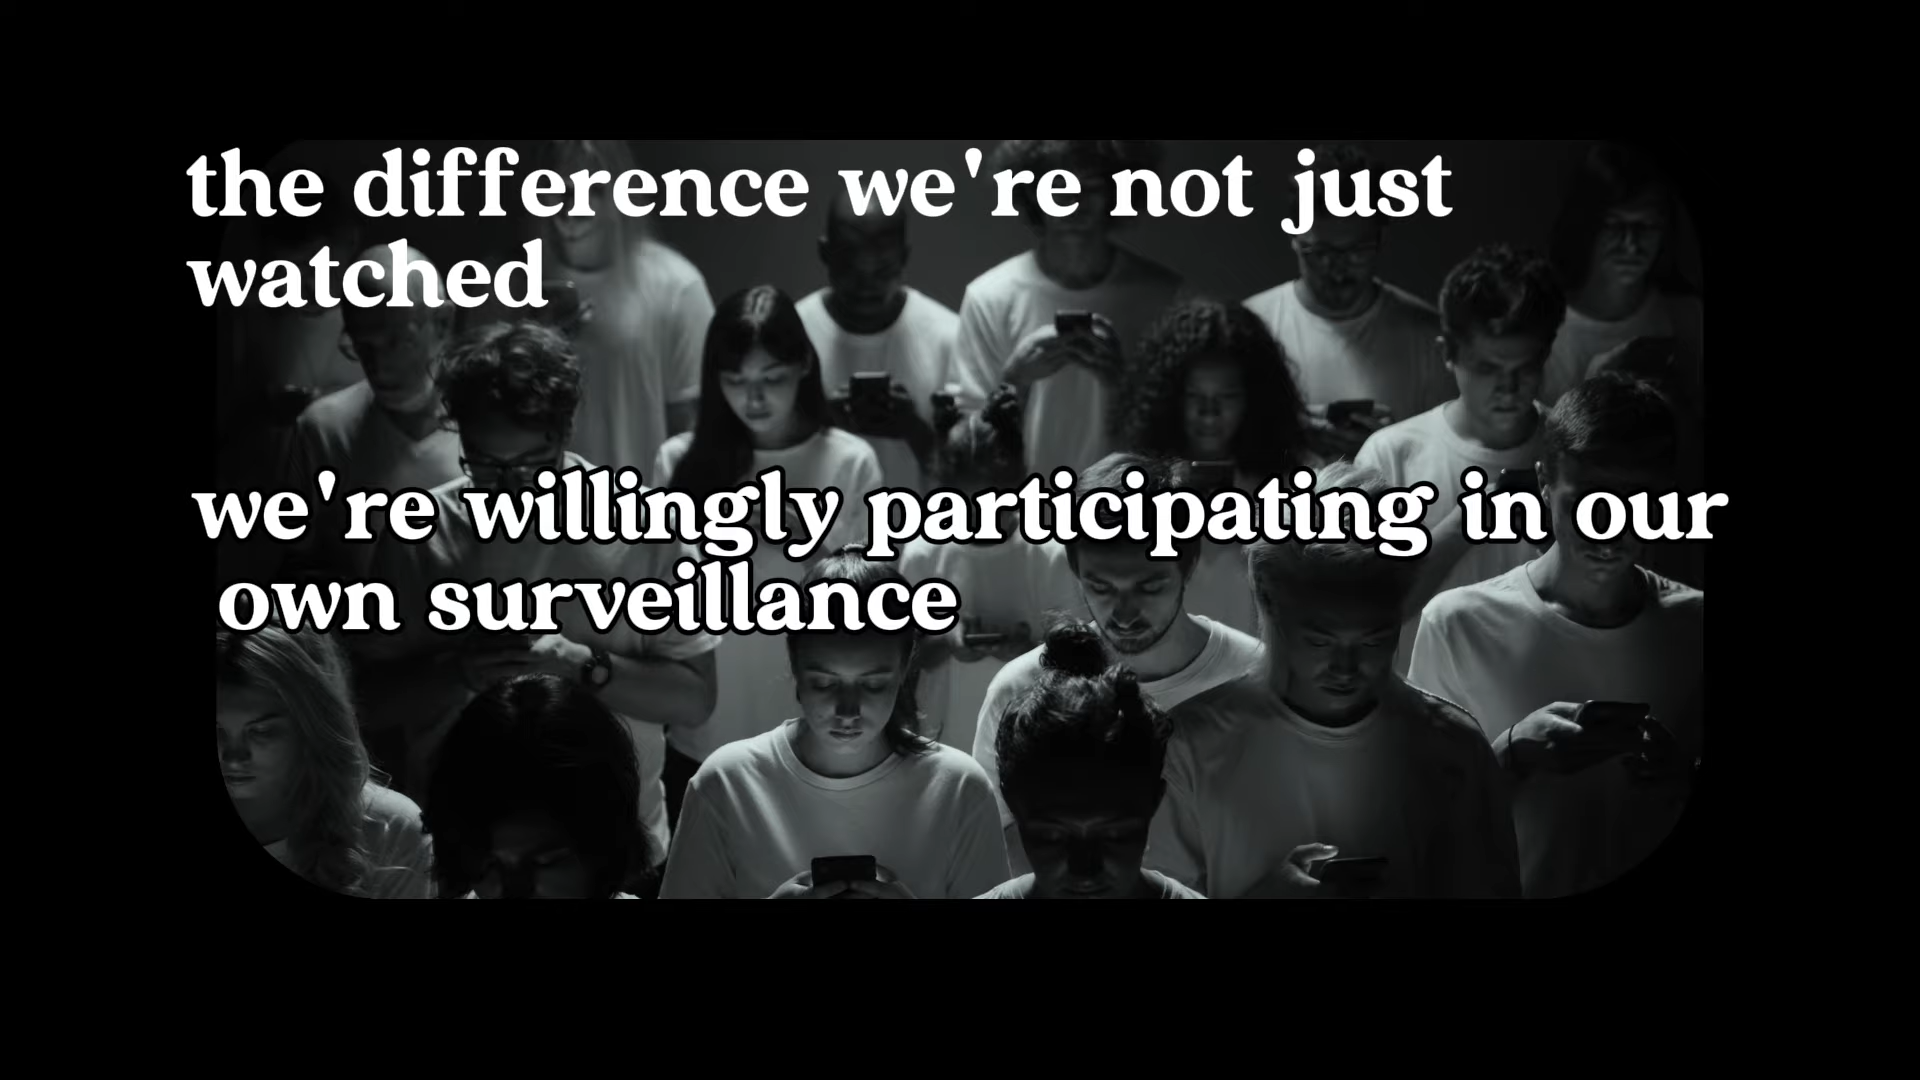 the difference we're not just
watched
we're willingly participating in our
own surveillance